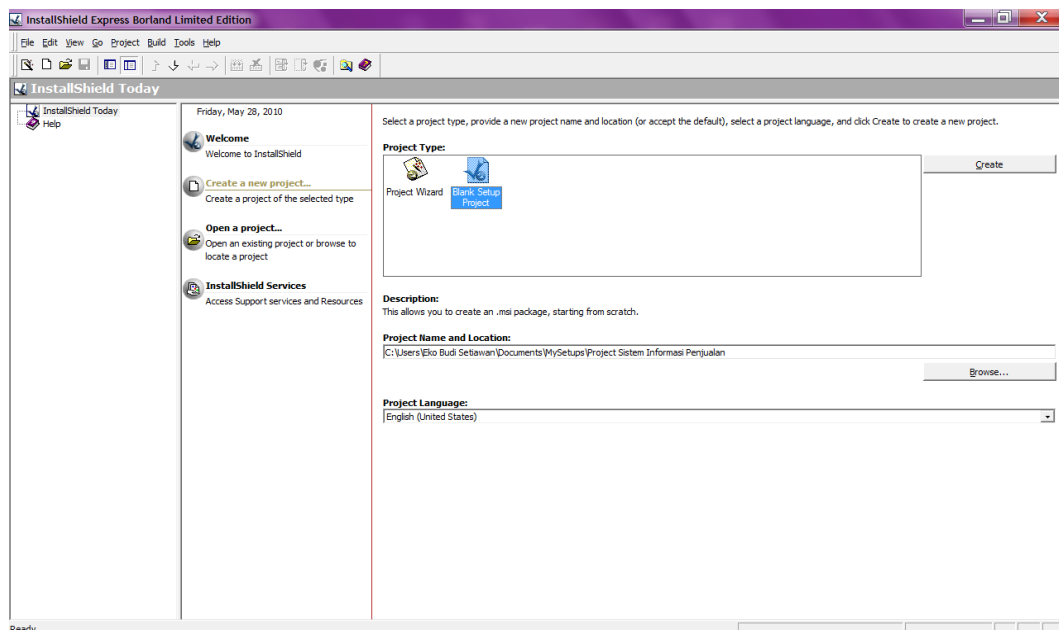 InstallShield Express Borland Limited Edition
File Edit View Go Project Build Tools Help
InstallShield Today
InstallShield Today
Help
Friday, May 28, 2010
Welcome
Welcome to InstallShield
Create a new project...
Create a project of the selected type
Open a project...
Open an existing project or browse to
locate a project
InstallShield Services
Access Support services and Resources
Select a project type, provide a new project name and location (or accept the default), select a project language, and click Create to create a new project.
Project Type:
Project Wizard
Blank Setup
Project
Create
Description:
This allows you to create an .msi package, starting from scratch.
Project Name and Location:
C:\Users\Eko Budi Setiawan\Documents\MySetups\Project Sistem Informasi Penjualan
Browse...
Project Language:
English (United States)
Ready